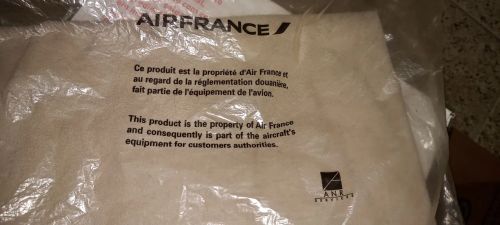 AIRFRANCE
Ce produit est la propriété d'Air France et
au regard de la réglementation douanière,
fait partie de l'équipement de l'avion.
This product is the property of Air France
and consequently is part of the aircraft's
equipment for customers authorities.
ANR
SERVICES